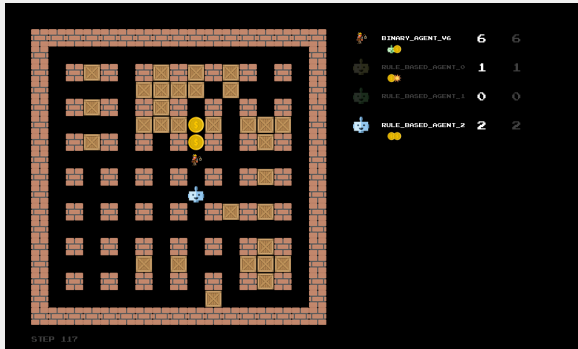 BINARY_AGENT_V6 6 6
RULE_BASED_AGENT_0 1 1
RULE_BASED_AGENT_1 0 0
RULE_BASED_AGENT_2 2 2
STEP 117